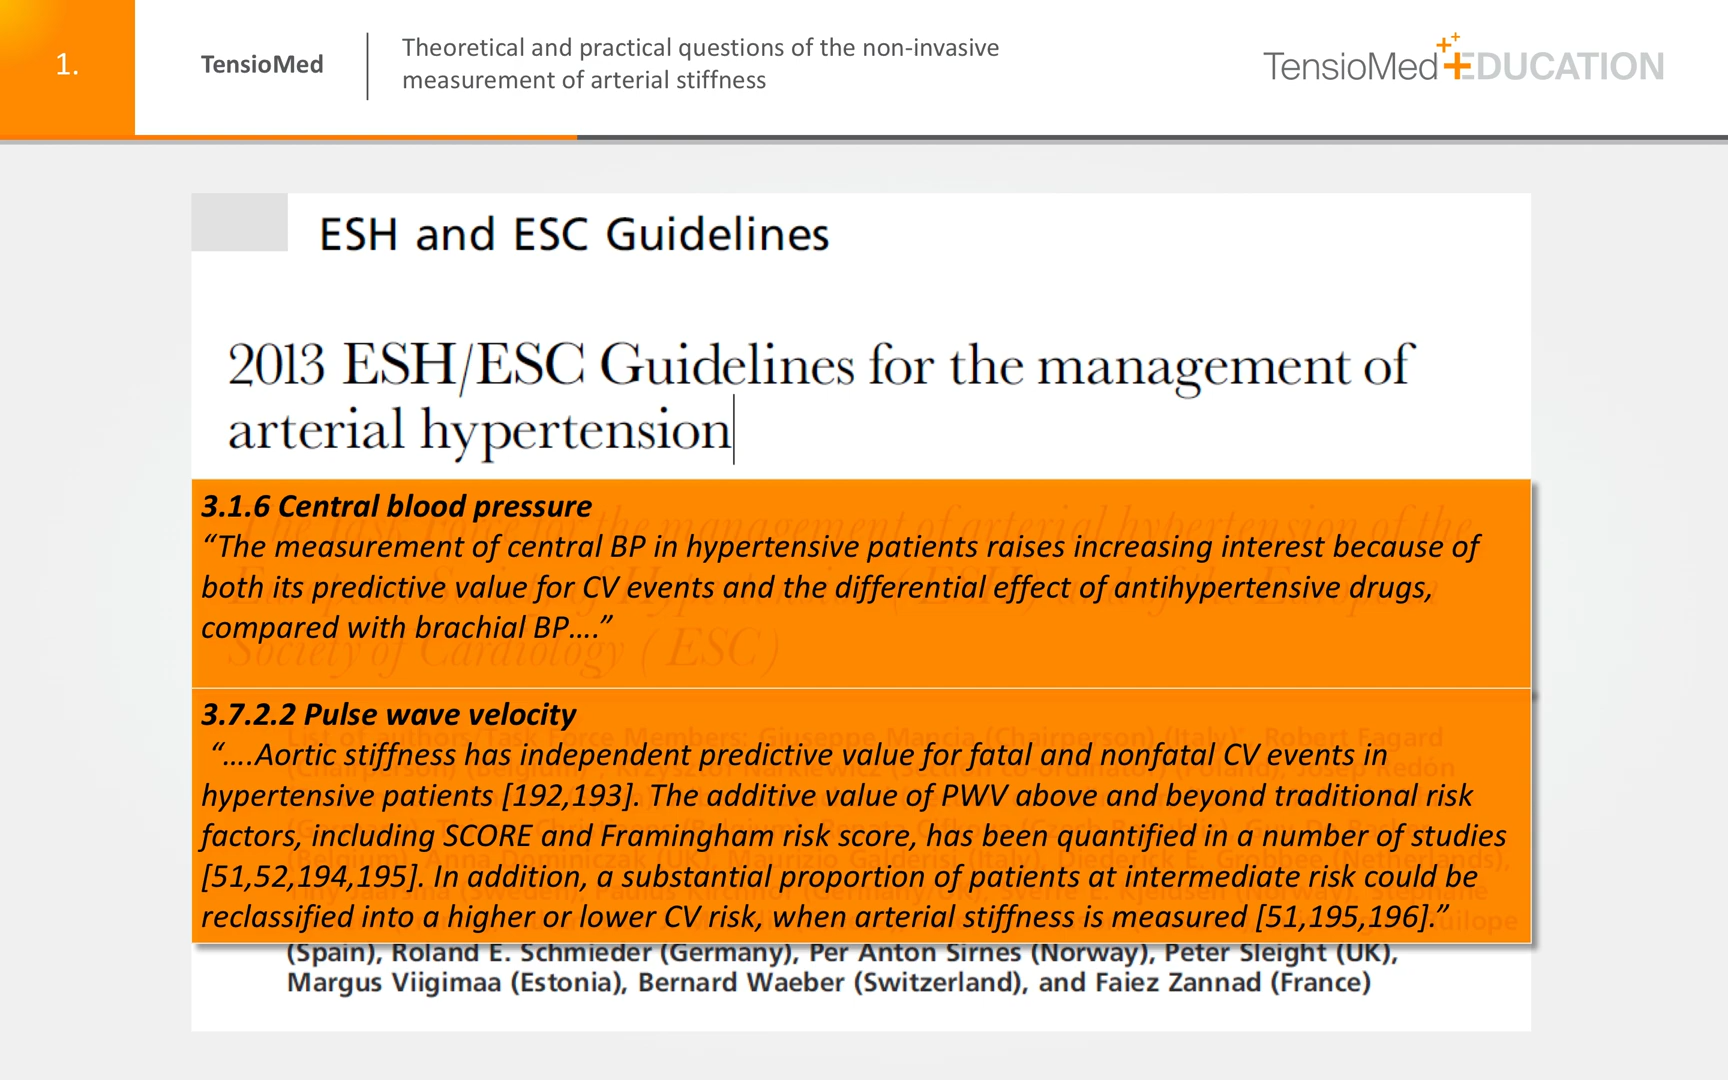 1.
TensioMed
Theoretical and practical questions of the non-invasive
measurement of arterial stiffness
TensioMed EDUCATION
ESH and ESC Guidelines
2013 ESH/ESC Guidelines for the management of
arterial hypertension
3.1.6 Central blood pressure
“The measurement of central BP in hypertensive patients raises increasing interest because of
both its predictive value for CV events and the differential effect of antihypertensive drugs,
compared with brachial BP....”
3.7.2.2 Pulse wave velocity
“....Aortic stiffness has independent predictive value for fatal and nonfatal CV events in
hypertensive patients [192,193]. The additive value of PWV above and beyond traditional risk
factors, including SCORE and Framingham risk score, has been quantified in a number of studies
[51,52,194,195]. In addition, a substantial proportion of patients at intermediate risk could be
reclassified into a higher or lower CV risk, when arterial stiffness is measured [51,195,196].”
(Spain), Roland E. Schmieder (Germany), Per Anton Sirnes (Norway), Peter Sleight (UK),
Margus Viigimaa (Estonia), Bernard Waeber (Switzerland), and Faiez Zannad (France)